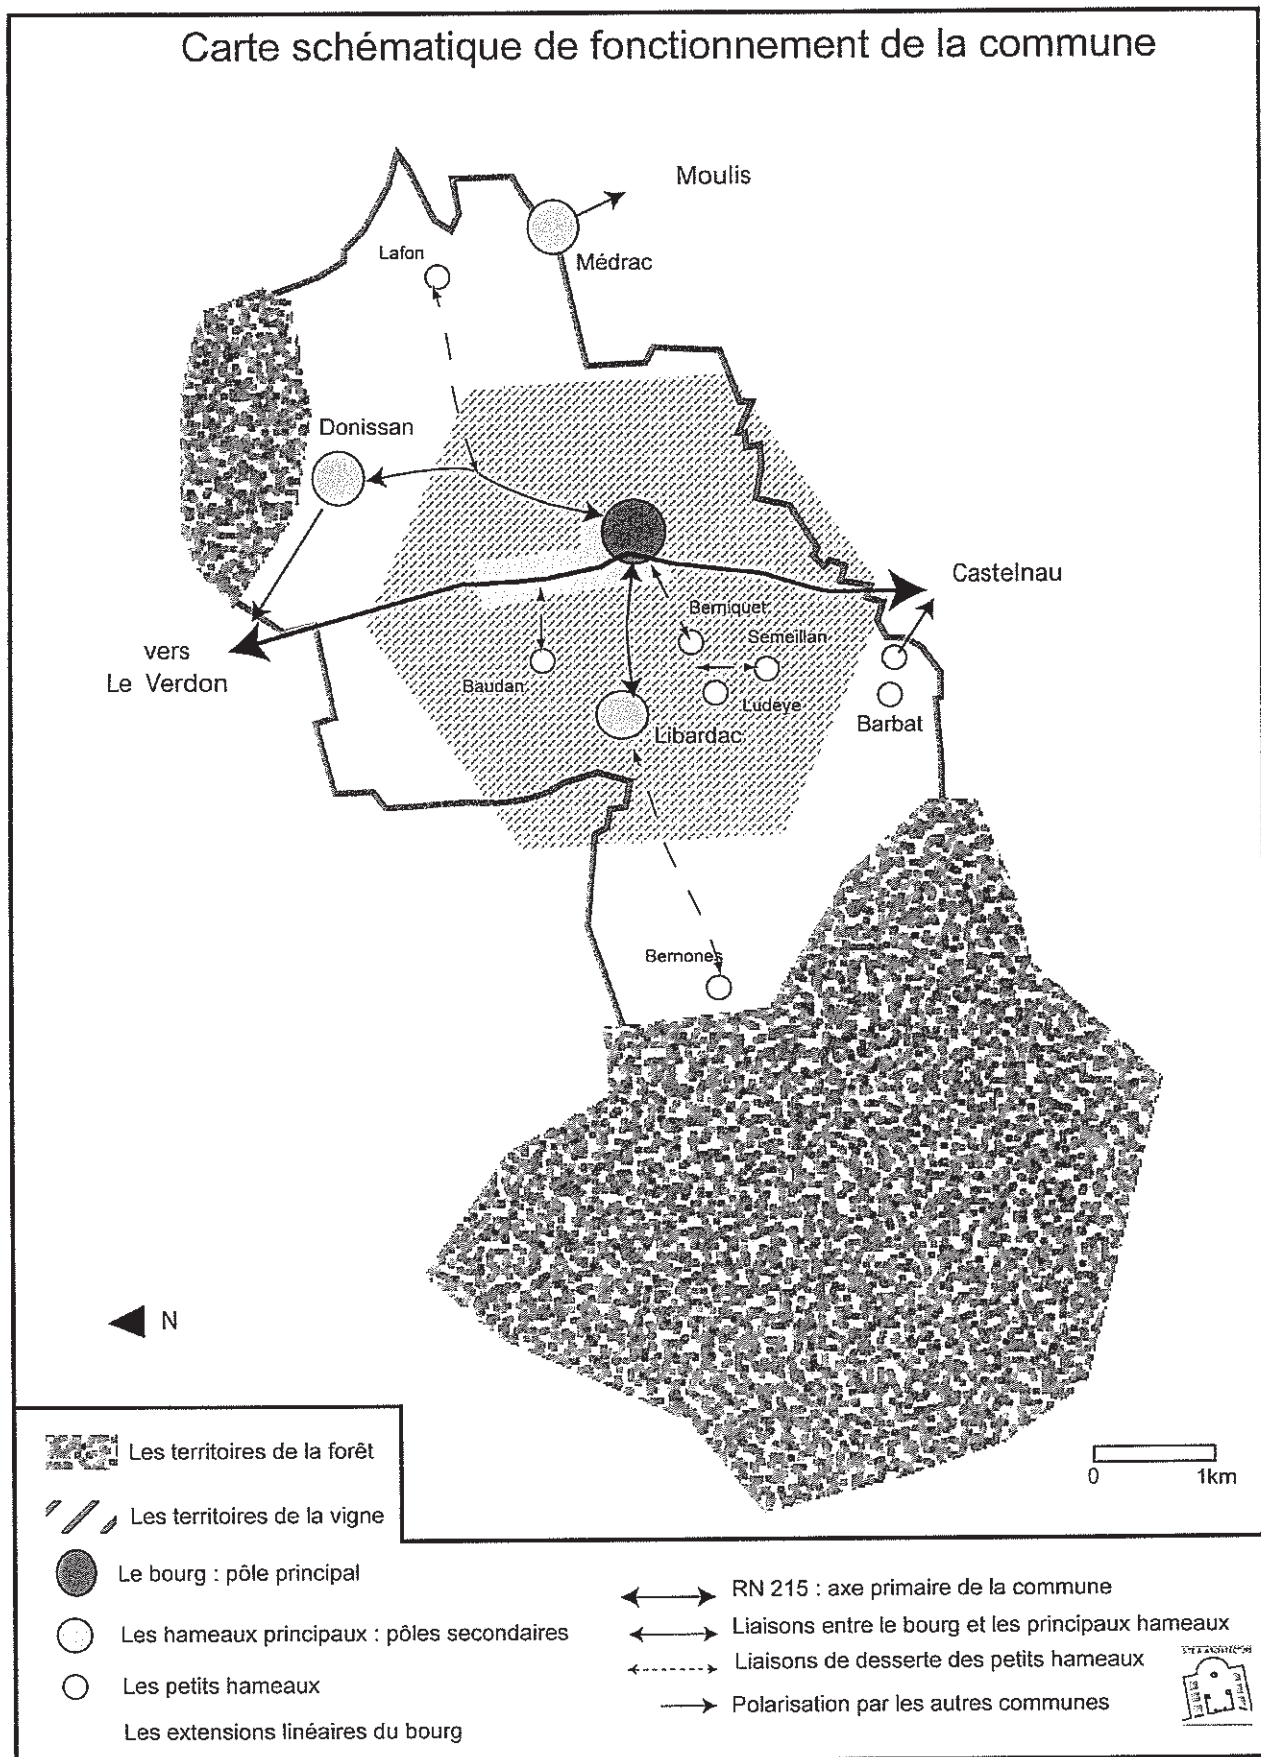 Carte schématique de fonctionnement de la commune
Moulis
Lafon
Médrac
Donissan
Castelnau
Berniquet
Semeillan
vers
Le Verdon
Baudan
Ludeye
Libardac
Barbat
Bernones
N
Les territoires de la forêt
0 1km
Les territoires de la vigne
Le bourg : pôle principal
RN 215 : axe primaire de la commune
Les hameaux principaux : pôles secondaires
Liaisons entre le bourg et les principaux hameaux
Liaisons de desserte des petits hameaux
Les petits hameaux
Polarisation par les autres communes
Les extensions linéaires du bourg